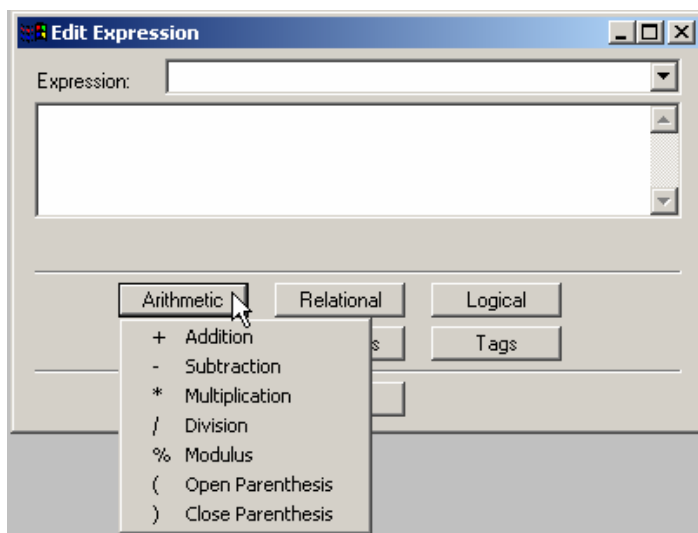 Edit Expression
Expression:
Arithmetic Relational Logical
+ Addition
- Subtraction
* Multiplication
/ Division
% Modulus
( Open Parenthesis
) Close Parenthesis
s Tags